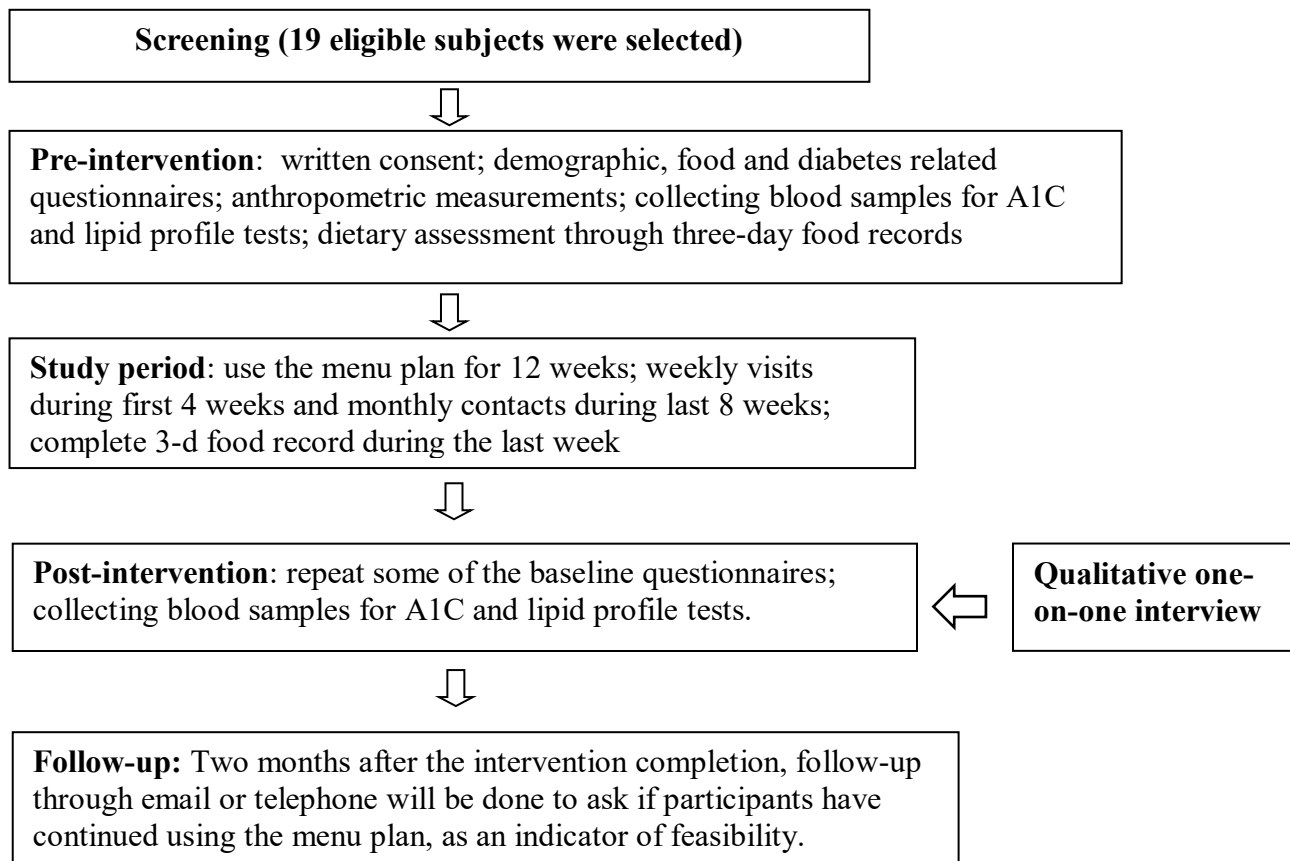 Screening (19 eligible subjects were selected)
Pre-intervention:  written consent; demographic, food and diabetes related
questionnaires; anthropometric measurements; collecting blood samples for A1C
and lipid profile tests; dietary assessment through three-day food records
Study period: use the menu plan for 12 weeks; weekly visits
during first 4 weeks and monthly contacts during last 8 weeks;
complete 3-d food record during the last week
Post-intervention: repeat some of the baseline questionnaires;
collecting blood samples for A1C and lipid profile tests.
Qualitative one-
on-one interview
Follow-up: Two months after the intervention completion, follow-up
through email or telephone will be done to ask if participants have
continued using the menu plan, as an indicator of feasibility.